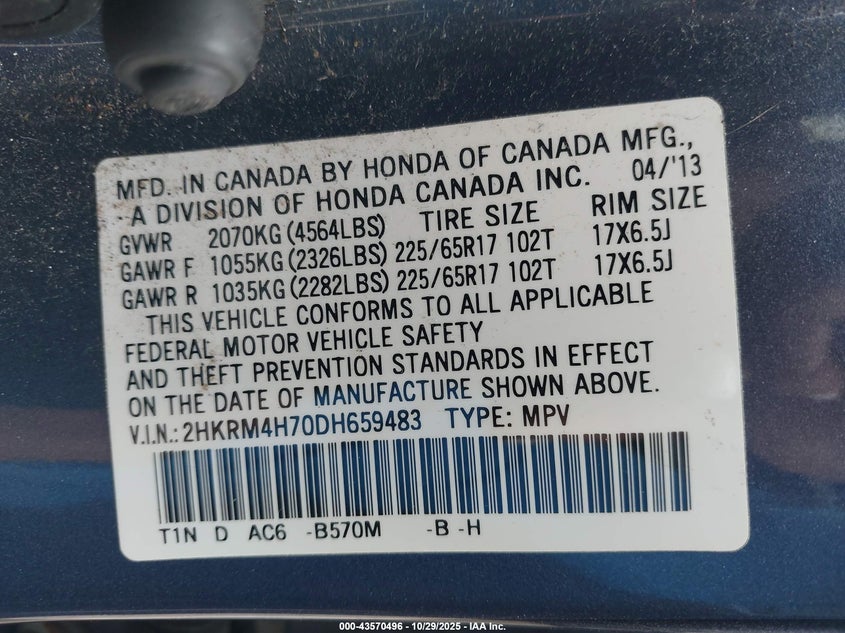 MFD. IN CANADA BY HONDA OF CANADA MFG.,
- A DIVISION OF HONDA CANADA INC. 04/'13
GVWR 2070KG (4564LBS) TIRE SIZE RIM SIZE
GAWR F 1055KG (2326LBS) 225/65R17 102T 17X6.5J
GAWR R 1035KG (2282LBS) 225/65R17 102T 17X6.5J
THIS VEHICLE CONFORMS TO ALL APPLICABLE
FEDERAL MOTOR VEHICLE SAFETY
AND THEFT PREVENTION STANDARDS IN EFFECT
ON THE DATE OF MANUFACTURE SHOWN ABOVE.
V.I.N.: 2HKRM4H70DH659483 TYPE: MPV
T1N D AC6 -B570M -B -H
000-43570496 - 10/29/2025 - IAA Inc.